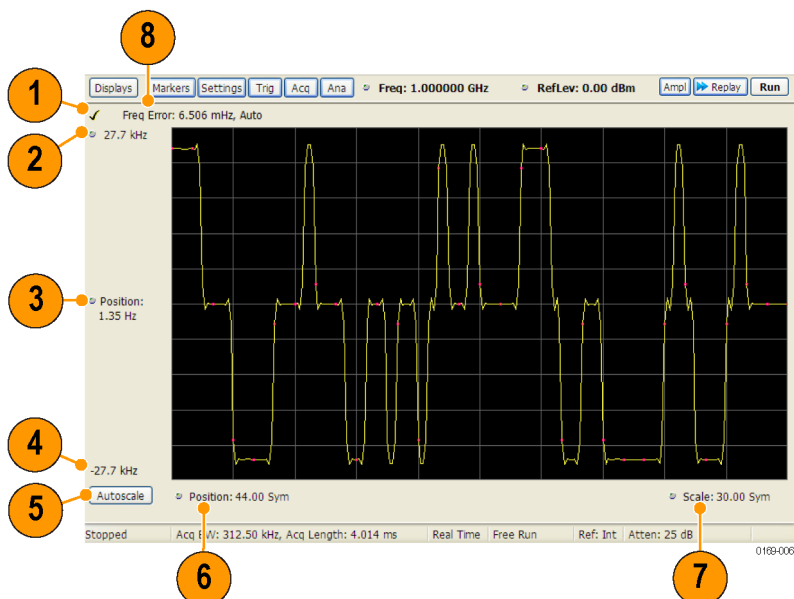 8
Displays Markers Settings Trig Acq Ana Freq: 1.000000 GHz RefLev: 0.00 dBm Ampl Replay Run
1
Freq Error: 6.506 mHz, Auto
2
27.7 kHz
3
Position:
1.35 Hz
4
-27.7 kHz
5
Autoscale Position: 44.00 Sym Scale: 30.00 Sym
Stopped Acq BW: 312.50 kHz, Acq Length: 4.014 ms Real Time Free Run Ref: Int Atten: 25 dB
0169-006
6
7